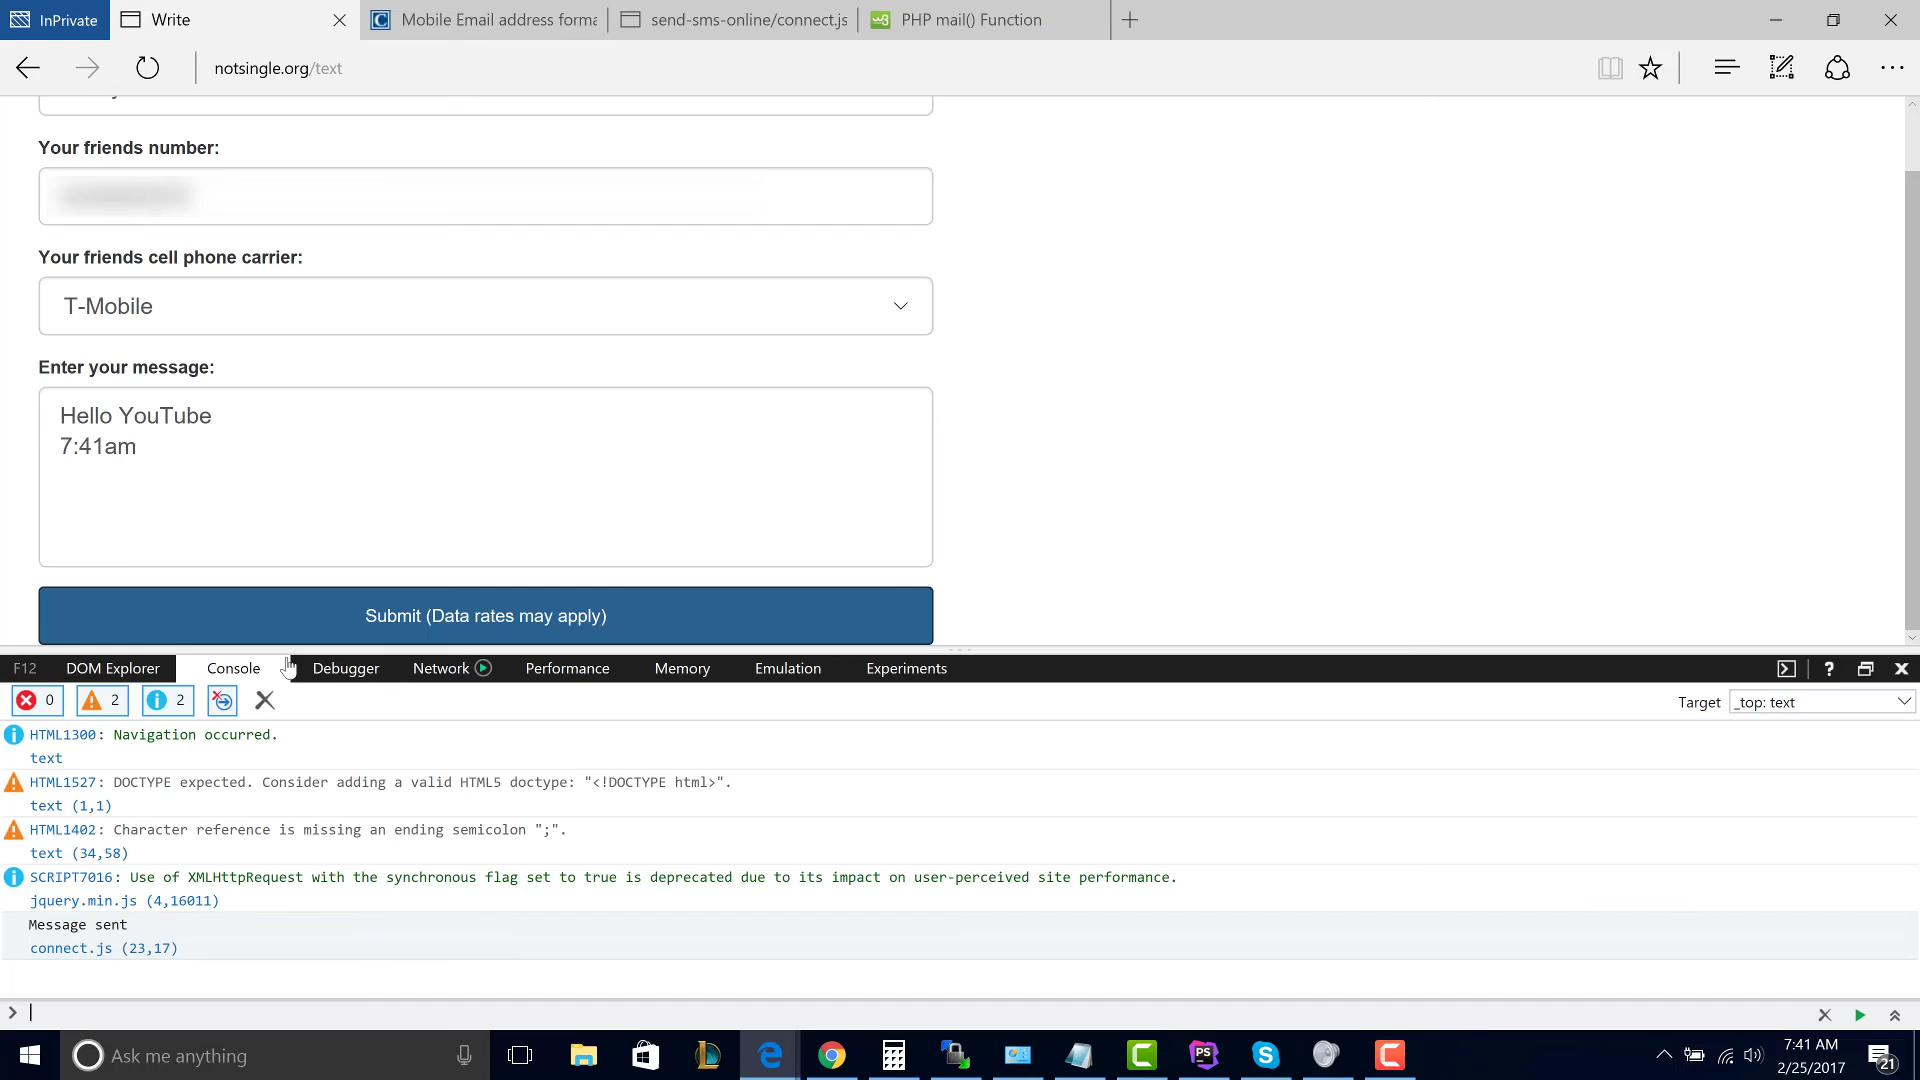 InPrivate
Write
Mobile Email address forma
send-sms-online/connect.js
PHP mail() Function
notsingle.org/text
Your friends number:
Your friends cell phone carrier:
T-Mobile
Enter your message:
Hello YouTube
7:41am
Submit (Data rates may apply)
F12 DOM Explorer Console Debugger Network Performance Memory Emulation Experiments
0 2 2
Target _top: text
HTML1300: Navigation occurred.
text
HTML1527: DOCTYPE expected. Consider adding a valid HTML5 doctype: "<!DOCTYPE html>".
text (1,1)
HTML1402: Character reference is missing an ending semicolon ";".
text (34,58)
SCRIPT7016: Use of XMLHttpRequest with the synchronous flag set to true is deprecated due to its impact on user-perceived site performance.
jquery.min.js (4,16011)
Message sent
connect.js (23,17)
Ask me anything
PS
7:41 AM
2/25/2017
21